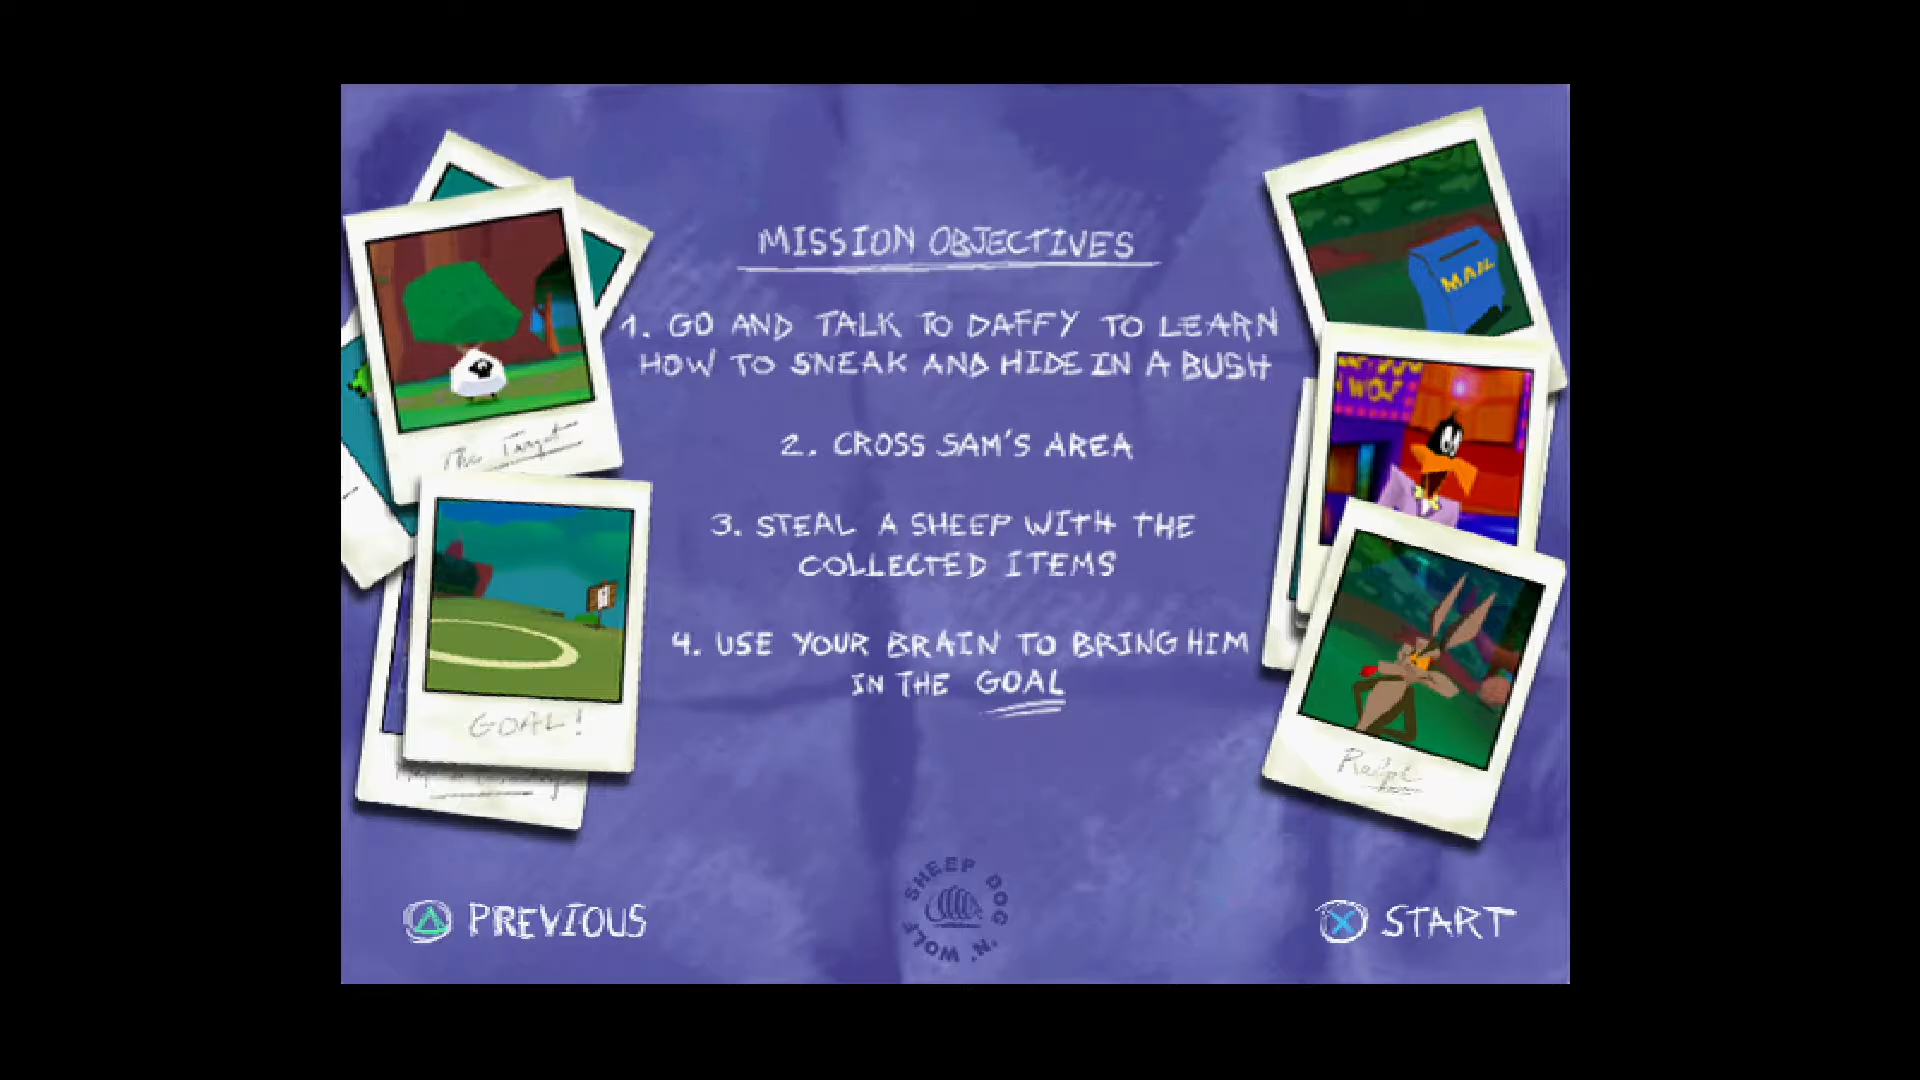 MISSION OBJECTIVES
1. GO AND TALK TO DAFFY TO LEARN
HOW TO SNEAK AND HIDE IN A BUSH
2. CROSS SAM'S AREA
3. STEAL A SHEEP WITH THE
COLLECTED ITEMS
4. USE YOUR BRAIN TO BRING HIM
IN THE GOAL
The Target
GOAL!
MAIL
WOLF
Ralph
PREVIOUS
START
SHEEP DOG 'N' WOLF